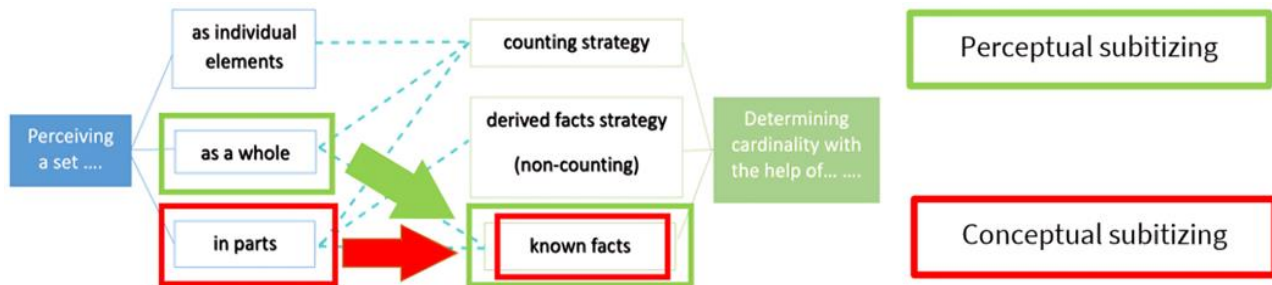 as individual
elements
counting strategy
Perceptual subitizing
Perceiving
a set ....
as a whole
derived facts strategy
(non-counting)
Determining
cardinality with
the help of... ....
in parts
known facts
Conceptual subitizing